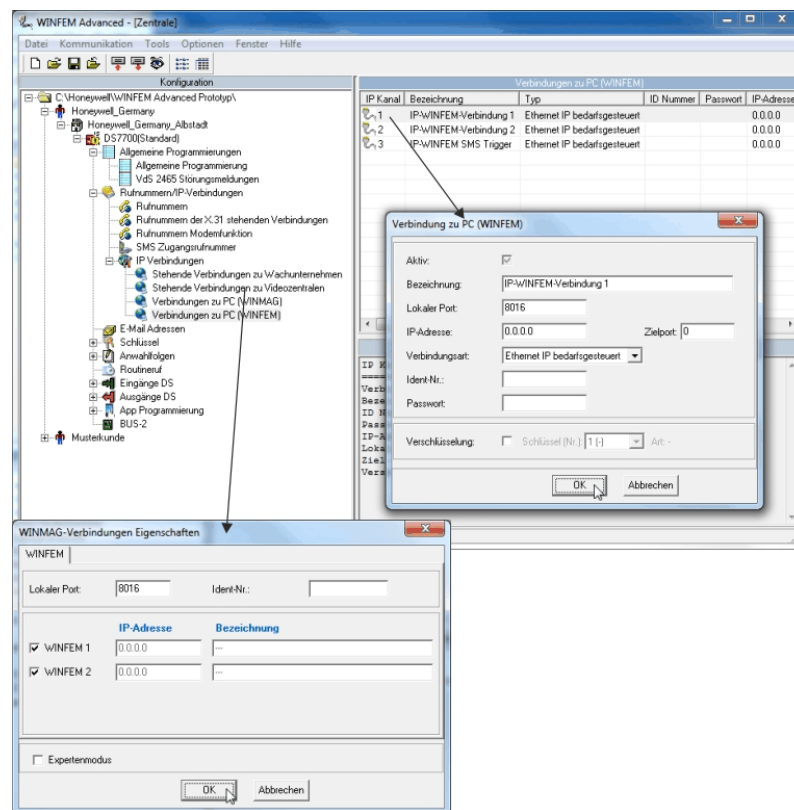 WINFEM Advanced - [Zentrale]
Datei Kommunikation Tools Optionen Fenster Hilfe
Konfiguration
C:\Honeywell\WINFEM Advanced Prototyp\
Honeywell_Germany
Honeywell_Germany_Albstadt
DS7700(Standard)
Allgemeine Programmierungen
Allgemeine Programmierung
VdS 2465 Störungsmeldungen
Rufnummern/IP-Verbindungen
Rufnummern
Rufnummern der X.31 stehenden Verbindungen
Rufnummern Modemfunktion
SMS Zugangsrufnummer
IP Verbindungen
Stehende Verbindungen zu Wachunternehmen
Stehende Verbindungen zu Videozentralen
Verbindungen zu PC (WINMAG)
Verbindungen zu PC (WINFEM)
E-Mail Adressen
Schlüssel
Anwahlfolgen
Routineruf
Eingänge DS
Ausgänge DS
App Programmierung
BUS-2
Musterkunde
Verbindungen zu PC (WINFEM)
IP Kanal Bezeichnung Typ ID Nummer Passwort IP-Adresse
1 IP-WINFEM-Verbindung 1 Ethernet IP bedarfsgesteuert 0.0.0.0
2 IP-WINFEM-Verbindung 2 Ethernet IP bedarfsgesteuert 0.0.0.0
3 IP-WINFEM SMS Trigger Ethernet IP bedarfsgesteuert 0.0.0.0
IP K
====
Verb
Beze
ID N
Pass
IP-A
Loka
Ziel
Vers
Verbindung zu PC (WINFEM)
Aktiv:
Bezeichnung: IP-WINFEM-Verbindung 1
Lokaler Port: 8016
IP-Adresse: 0.0.0.0 Zielport: 0
Verbindungsart: Ethernet IP bedarfsgesteuert
Ident-Nr.:
Passwort:
Verschlüsselung: Schlüssel (Nr.): 1 (-) Art: -
OK Abbrechen
WINMAG-Verbindungen Eigenschaften
WINFEM
Lokaler Port: 8016 Ident-Nr.:
IP-Adresse Bezeichnung
WINFEM 1 0.0.0.0 ---
WINFEM 2 0.0.0.0 ---
Expertenmodus
OK Abbrechen